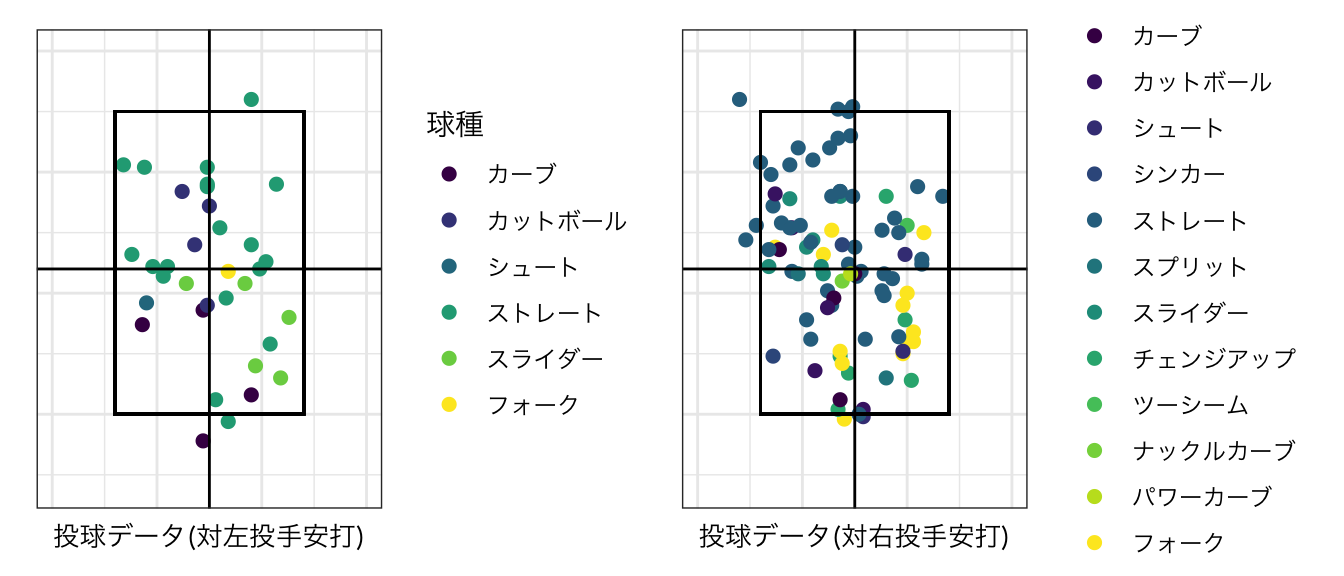 球種
カーブ
カットボール
シュート
ストレート
スライダー
フォーク
投球データ(対左投手安打)
カーブ
カットボール
シュート
シンカー
ストレート
スプリット
スライダー
チェンジアップ
ツーシーム
ナックルカーブ
パワーカーブ
フォーク
投球データ(対右投手安打)